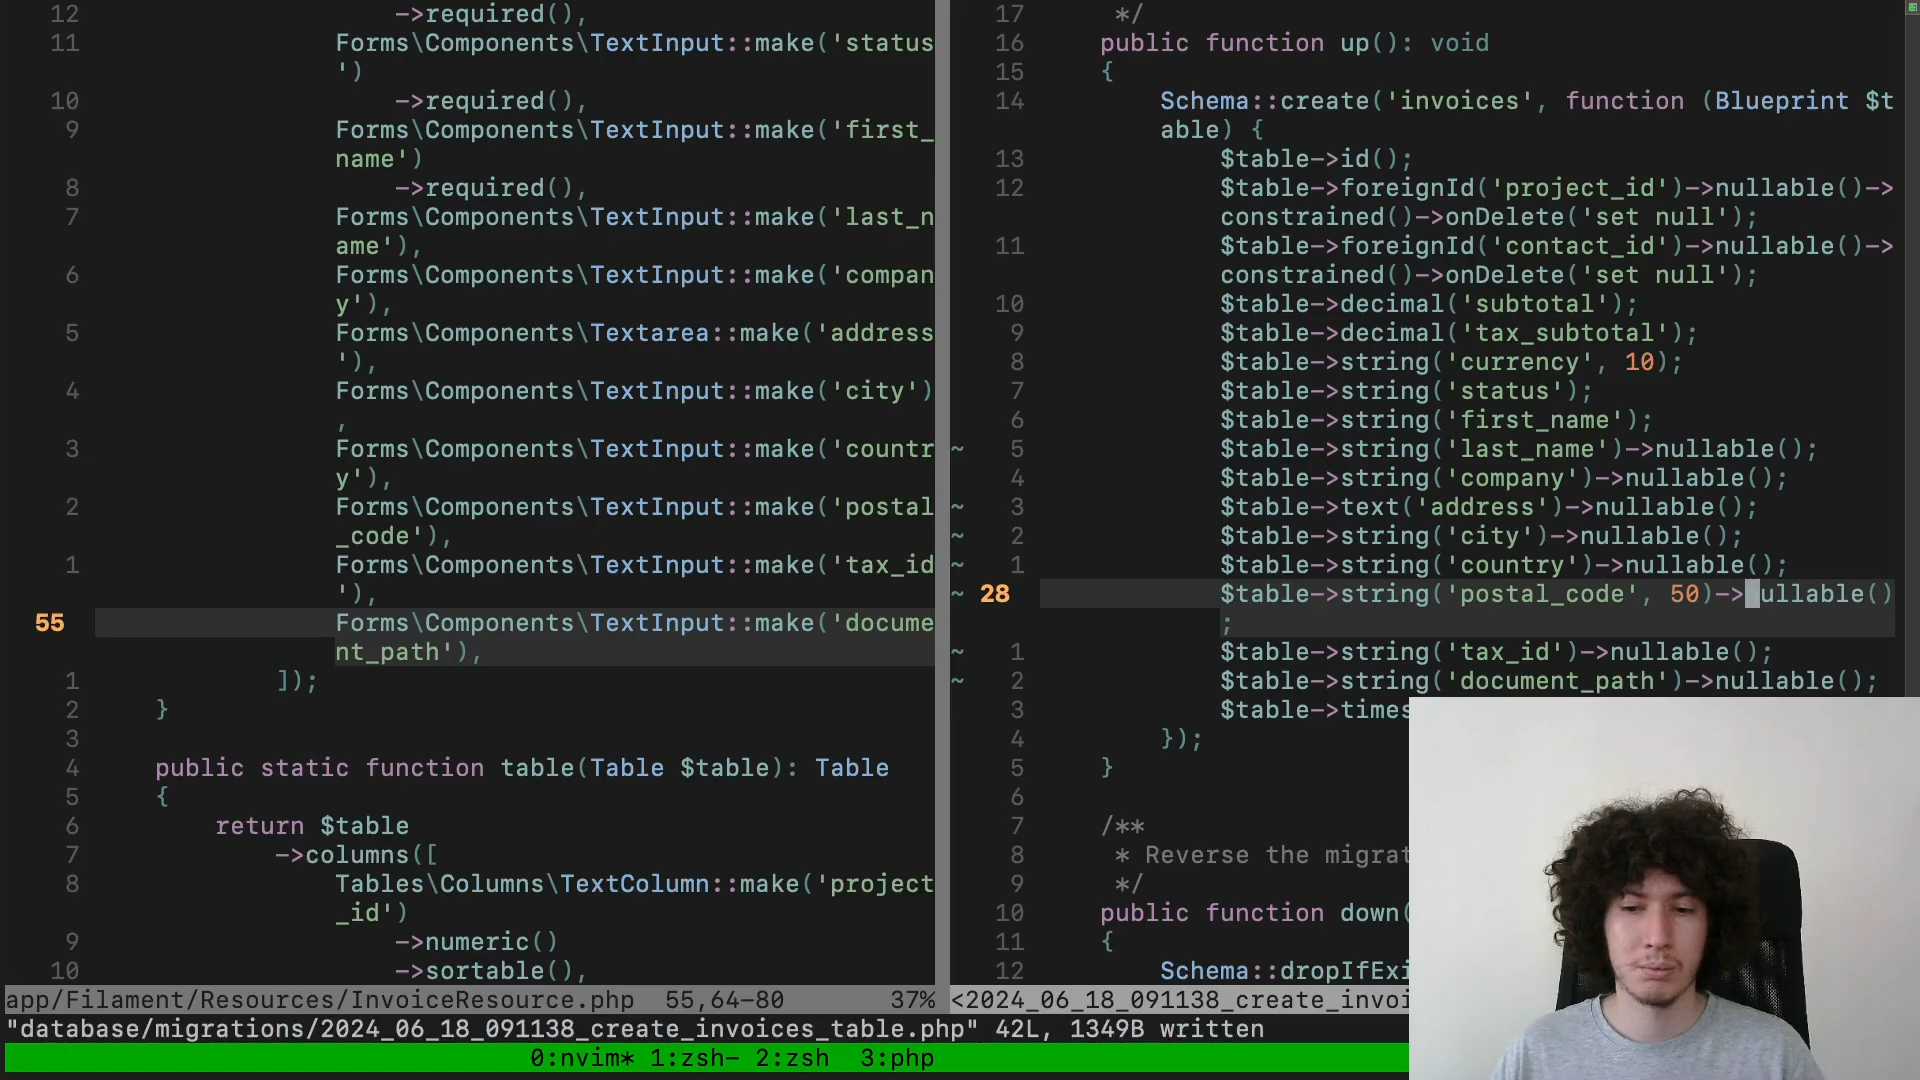 12 ->required(),
11 Forms\Components\TextInput::make('status
')
10 ->required(),
9 Forms\Components\TextInput::make('first_
name')
8 ->required(),
7 Forms\Components\TextInput::make('last_n
ame'),
6 Forms\Components\TextInput::make('compan
y'),
5 Forms\Components\Textarea::make('address
'),
4 Forms\Components\TextInput::make('city')
,
3 Forms\Components\TextInput::make('countr
y'),
2 Forms\Components\TextInput::make('postal
_code'),
1 Forms\Components\TextInput::make('tax_id
'),
55 Forms\Components\TextInput::make('docume
nt_path'),
1 ]);
2 }
3
4 public static function table(Table $table): Table
5 {
6 return $table
7 ->columns([
8 Tables\Columns\TextColumn::make('project
_id')
9 ->numeric()
10 ->sortable(),
app/Filament/Resources/InvoiceResource.php 55,64-80 37%
17 */
16 public function up(): void
15 {
14 Schema::create('invoices', function (Blueprint $t
able) {
13 $table->id();
12 $table->foreignId('project_id')->nullable()->
constrained()->onDelete('set null');
11 $table->foreignId('contact_id')->nullable()->
constrained()->onDelete('set null');
10 $table->decimal('subtotal');
9 $table->decimal('tax_subtotal');
8 $table->string('currency', 10);
7 $table->string('status');
6 $table->string('first_name');
~ 5 $table->string('last_name')->nullable();
4 $table->string('company')->nullable();
~ 3 $table->text('address')->nullable();
~ 2 $table->string('city')->nullable();
~ 1 $table->string('country')->nullable();
~ 28 $table->string('postal_code', 50)->nullable()
;
~ 1 $table->string('tax_id')->nullable();
~ 2 $table->string('document_path')->nullable();
3 $table->times
4 });
5 }
6
7 /**
8 * Reverse the migrat
9 */
10 public function down(
11 {
12 Schema::dropIfExi
<2024_06_18_091138_create_invoi
"database/migrations/2024_06_18_091138_create_invoices_table.php" 42L, 1349B written
0:nvim* 1:zsh- 2:zsh 3:php